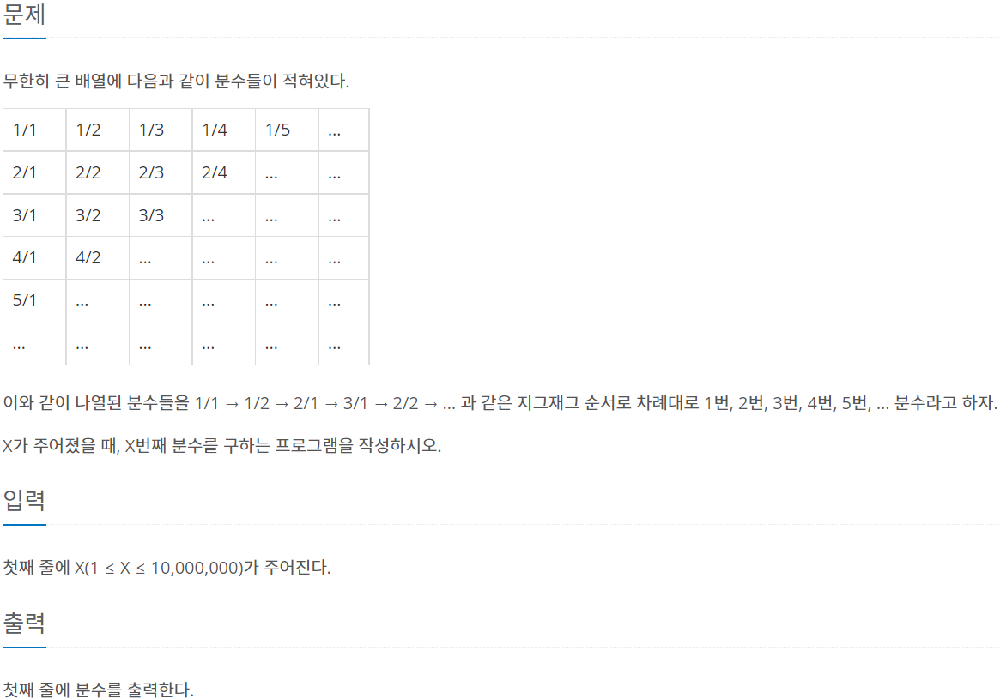 문제
무한히 큰 배열에 다음과 같이 분수들이 적혀있다.
1/1 1/2 1/3 1/4 1/5 ...
2/1 2/2 2/3 2/4 ... ...
3/1 3/2 3/3 ... ... ...
4/1 4/2 ... ... ... ...
5/1 ... ... ... ... ...
... ... ... ... ... ...
이와 같이 나열된 분수들을 1/1 → 1/2 → 2/1 → 3/1 → 2/2 → ... 과 같은 지그재그 순서로 차례대로 1번, 2번, 3번, 4번, 5번, ... 분수라고 하자.
X가 주어졌을 때, X번째 분수를 구하는 프로그램을 작성하시오.
입력
첫째 줄에 X(1 ≤ X ≤ 10,000,000)가 주어진다.
출력
첫째 줄에 분수를 출력한다.